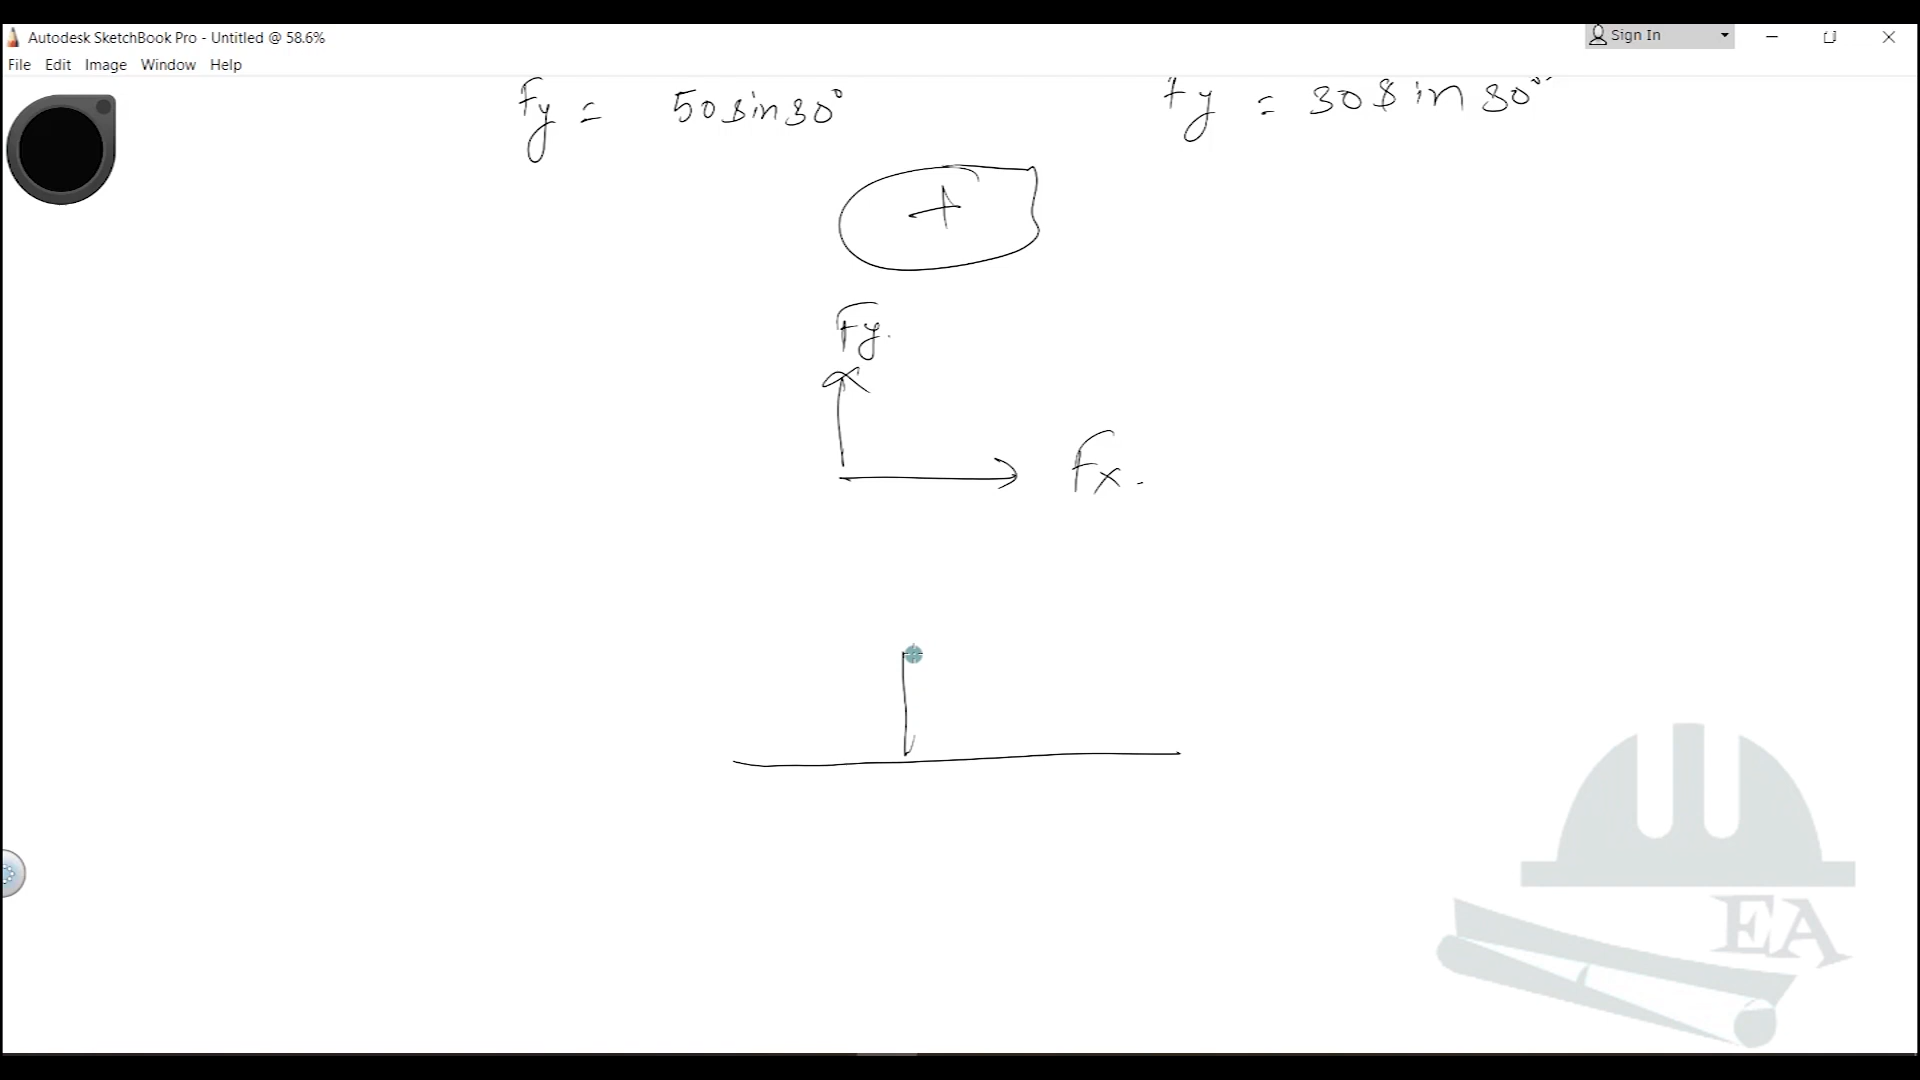 Autodesk SketchBook Pro - Untitled @ 58.6%
Sign In
File Edit Image Window Help
Fy = 50 sin 30°
Fy = 30 sin 30°
+
Fy.
Fx.
EA